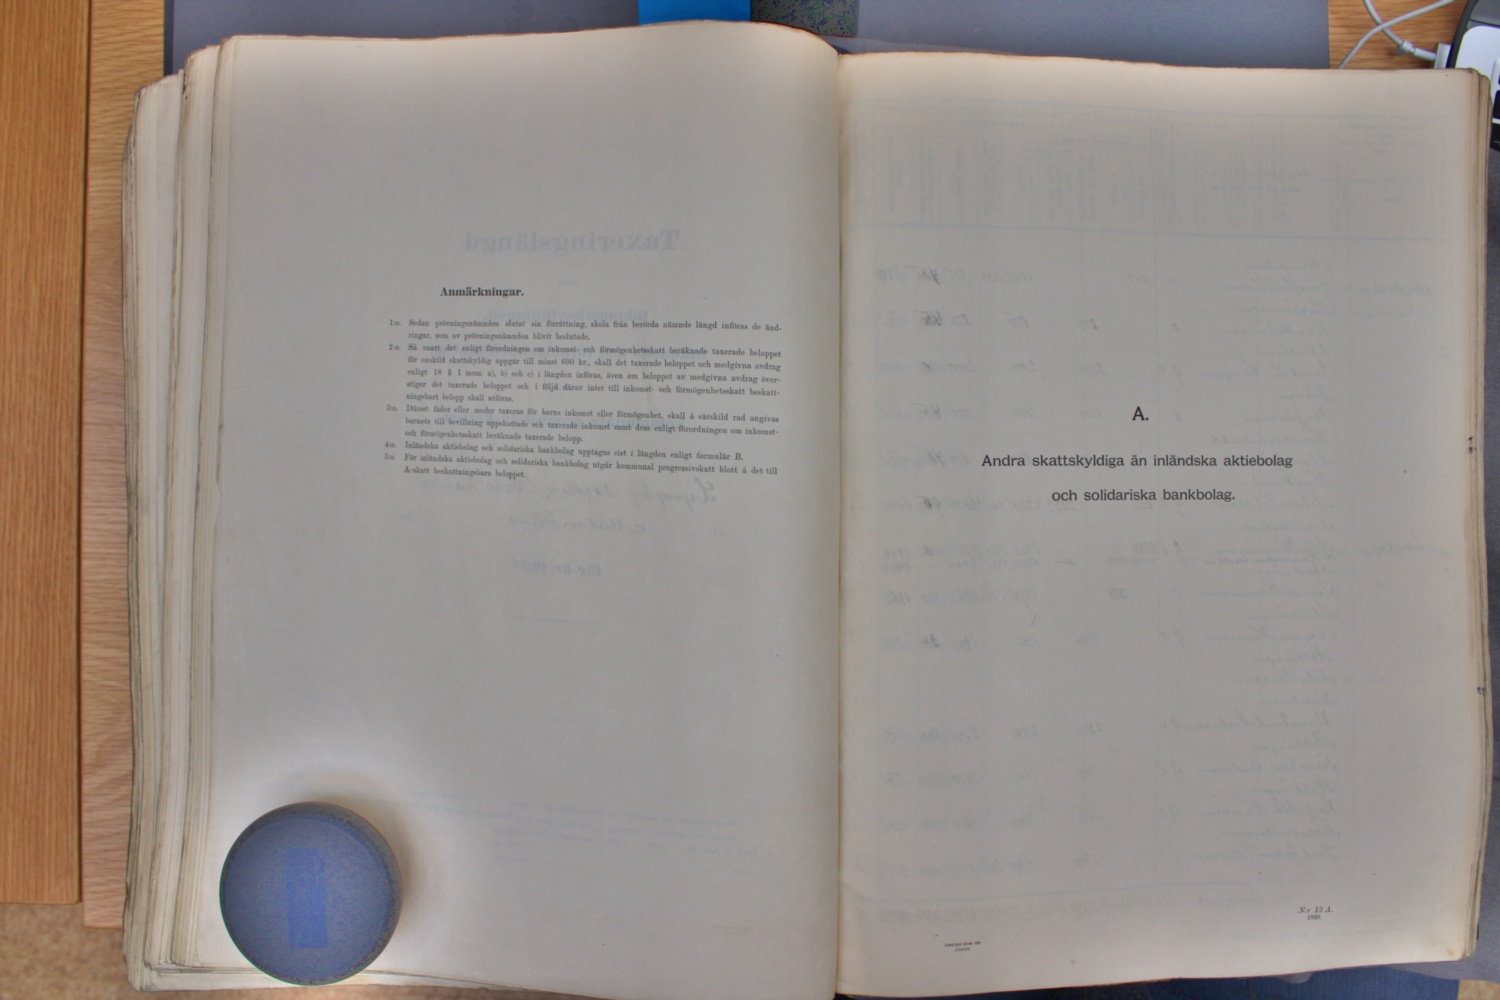 Anmärkningar.
1:o. Sedan prövningsnämnden slutat sin förrättning, skola från berörda nämnds längd införas de änd-
ringar, som av prövningsnämnden blivit beslutade.
2:o. Så snart det enligt förordningen om inkomst- och förmögenhetsskatt beräknade taxerade beloppet
för enskild skattskyldig uppgår till minst 600 kr., skall det taxerade beloppet och medgivna avdrag
enligt 18 § 1 mom. a), b) och c) i längden införas, även om beloppet av medgivna avdrag över-
stiger det taxerade beloppet och i följd därav intet till inkomst- och förmögenhetsskatt beskatt-
ningsbart belopp skall utföras.
3:o. Därest fader eller moder taxeras för barns inkomst eller förmögenhet, skall å särskild rad angivas
barnets till bevillning uppskattade och taxerade inkomst samt dess enligt förordningen om inkomst-
och förmögenhetsskatt beräknade taxerade belopp.
4:o. Inländska aktiebolag och solidariska bankbolag upptagas sist i längden enligt formulär B.
5:o. För inländska aktiebolag och solidariska bankbolag utgår kommunal progressivskatt blott å det till
A-skatt beskattningsbara beloppet.
A.
Andra skattskyldiga än inländska aktiebolag
och solidariska bankbolag.
N:r 13 A.
1920.